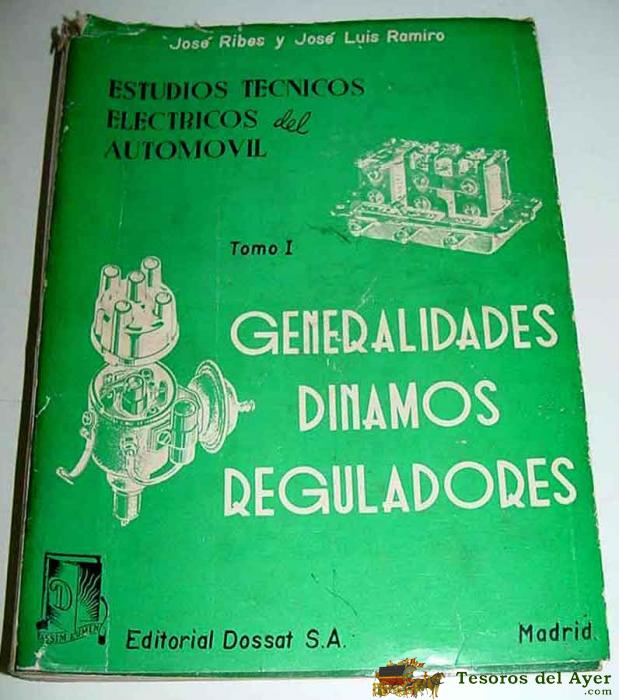 José Ribes y José Luis Ramiro
ESTUDIOS TECNICOS
ELECTRICOS del
AUTOMOVIL
Tomo I
GENERALIDADES
DINAMOS
REGULADORES
D
Editorial Dossat S.A.
Madrid
Tesoros del Ayer
.com